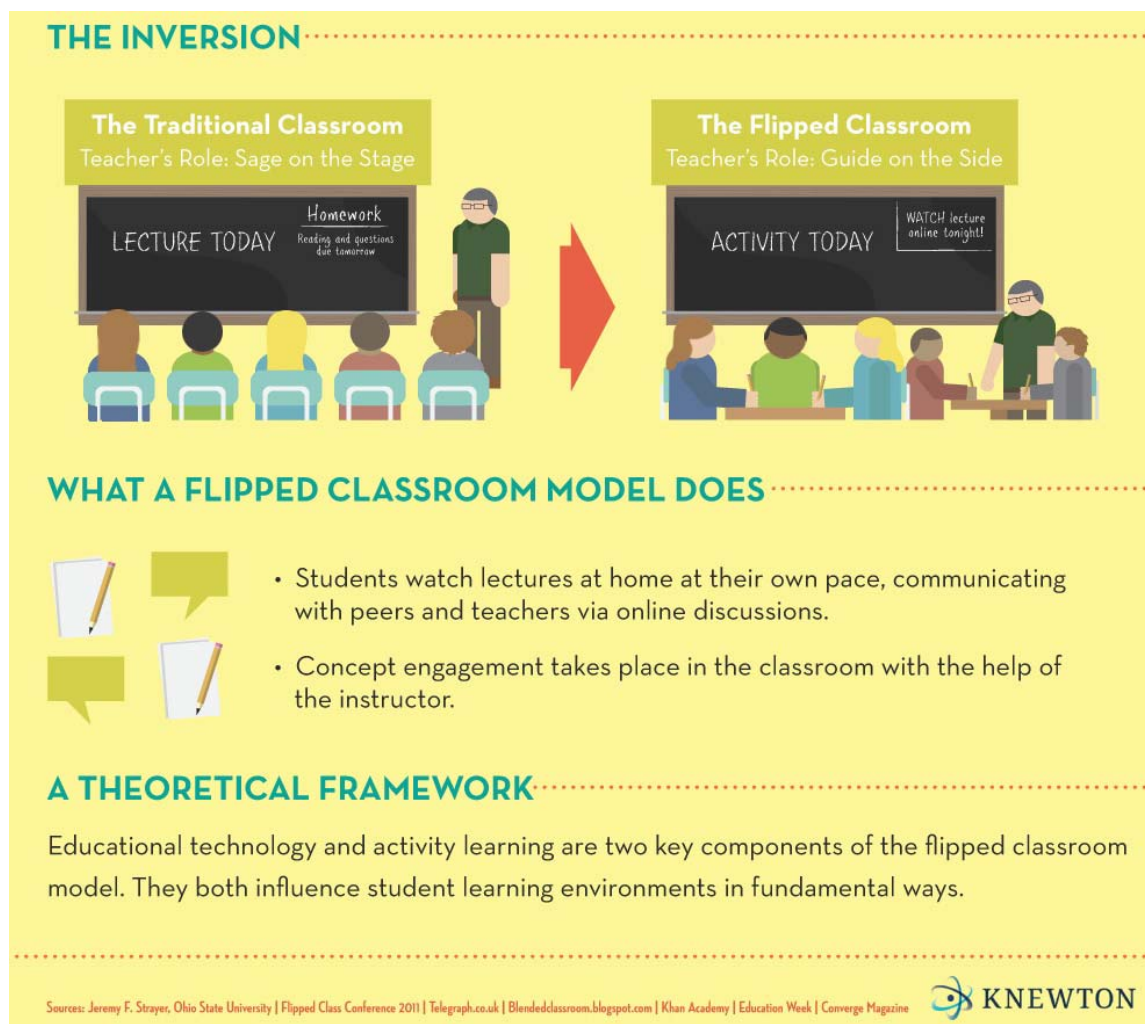 THE INVERSION
The Traditional Classroom
Teacher's Role: Sage on the Stage
LECTURE TODAY
Homework
Reading and questions
due tomorrow
The Flipped Classroom
Teacher's Role: Guide on the Side
ACTIVITY TODAY
WATCH lecture
online tonight!
WHAT A FLIPPED CLASSROOM MODEL DOES
• Students watch lectures at home at their own pace, communicating
with peers and teachers via online discussions.
• Concept engagement takes place in the classroom with the help of
the instructor.
A THEORETICAL FRAMEWORK
Educational technology and activity learning are two key components of the flipped classroom
model. They both influence student learning environments in fundamental ways.
Sources: Jeremy F. Strayer, Ohio State University | Flipped Class Conference 2011 | Telegraph.co.uk | Blendedclassroom.blogspot.com | Khan Academy | Education Week | Converge Magazine
KNEWTON